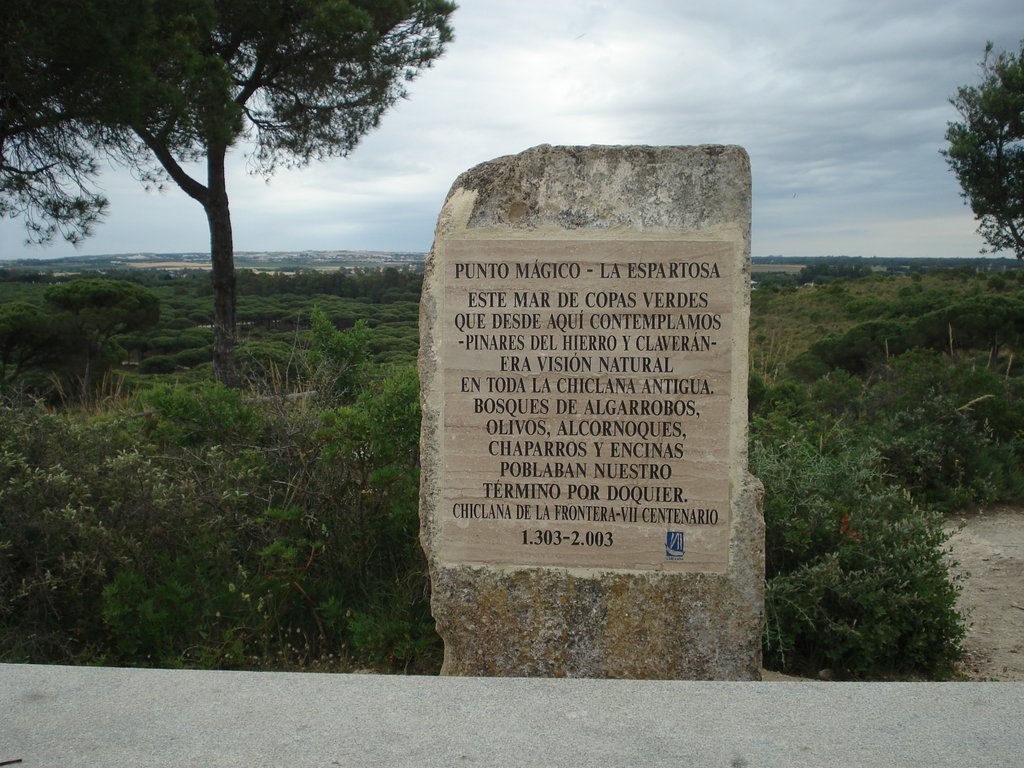 PUNTO MÁGICO - LA ESPARTOSA
ESTE MAR DE COPAS VERDES
QUE DESDE AQUÍ CONTEMPLAMOS
-PINARES DEL HIERRO Y CLAVERÁN-
ERA VISIÓN NATURAL
EN TODA LA CHICLANA ANTIGUA.
BOSQUES DE ALGARROBOS,
OLIVOS, ALCORNOQUES,
CHAPARROS Y ENCINAS
POBLABAN NUESTRO
TÉRMINO POR DOQUIER.
CHICLANA DE LA FRONTERA-VII CENTENARIO
1.303-2.003